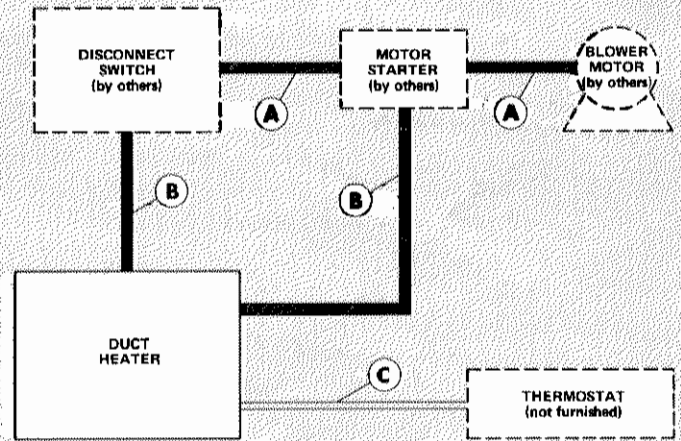 DISCONNECT
SWITCH
(by others)
MOTOR
STARTER
(by others)
BLOWER
MOTOR
(by others)
A
A
B
B
DUCT
HEATER
C
THERMOSTAT
(not furnished)